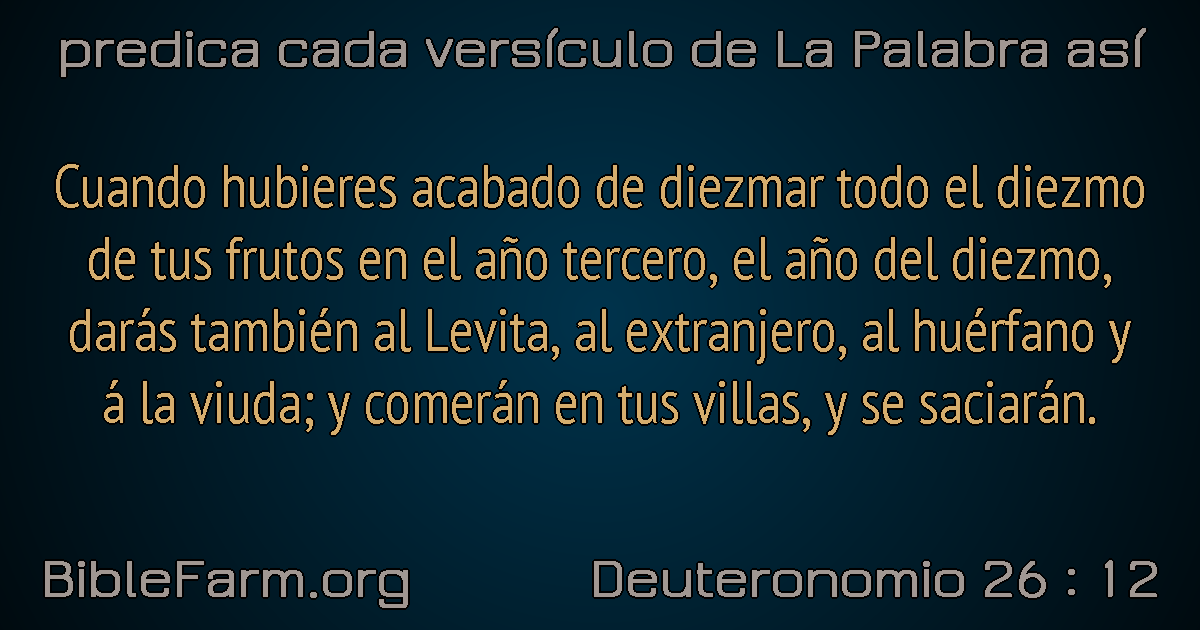 predica cada versículo de La Palabra así
Cuando hubieres acabado de diezmar todo el diezmo
de tus frutos en el año tercero, el año del diezmo,
darás también al Levita, al extranjero, al huérfano y
á la viuda; y comerán en tus villas, y se saciarán.
BibleFarm.org
Deuteronomio 26 : 12